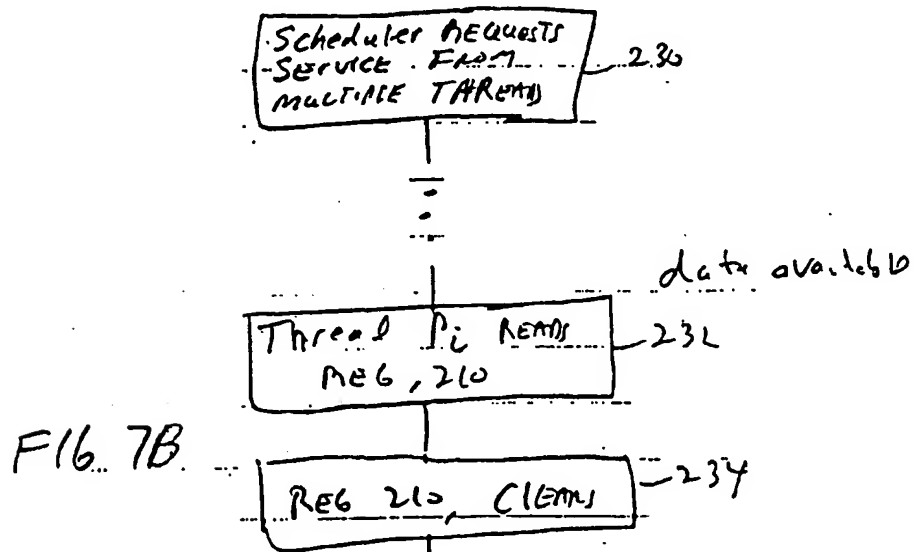 Scheduler REQUESTS
SERVICE FROM
MULTIPLE THREADS
230
data available
Thread Pi READS
REG, 210
232
FIG. 7B
REG 210, CLEARS
234